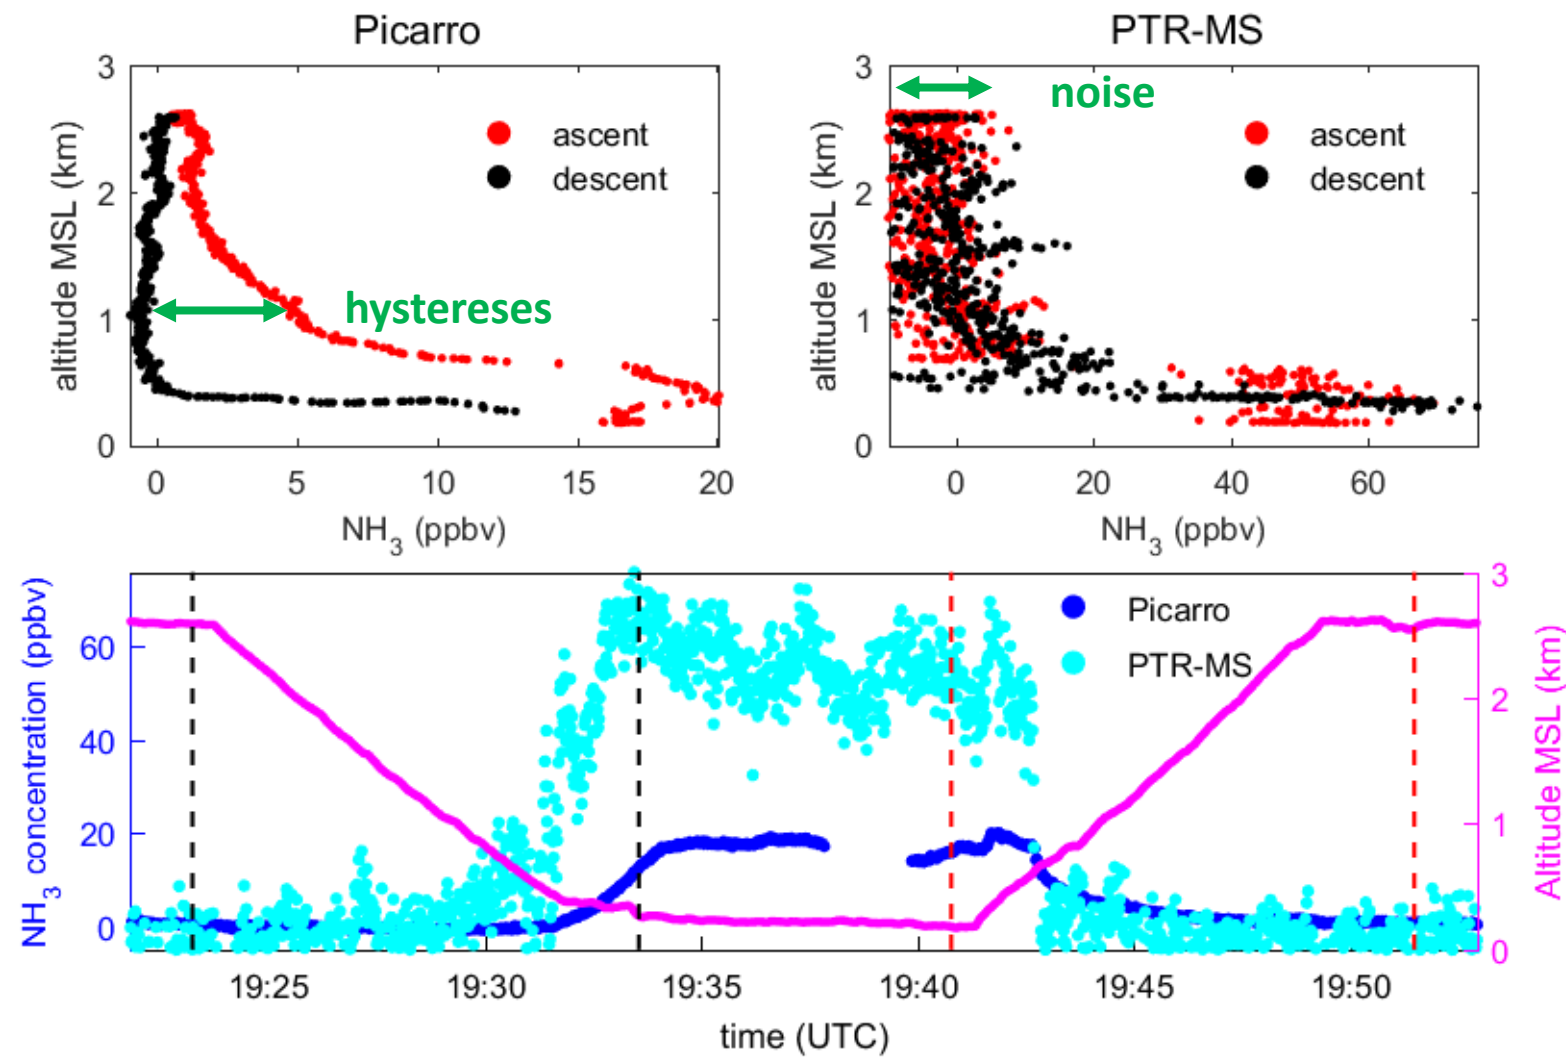 Picarro
3
2
1
0
altitude MSL (km)
ascent
descent
hystereses
0 5 10 15 20
NH3 (ppbv)
PTR-MS
3
2
1
0
altitude MSL (km)
noise
ascent
descent
0 20 40 60
NH3 (ppbv)
NH3 concentration (ppbv)
60
40
20
0
Picarro
PTR-MS
3
2
1
0
Altitude MSL (km)
19:25 19:30 19:35 19:40 19:45 19:50
time (UTC)